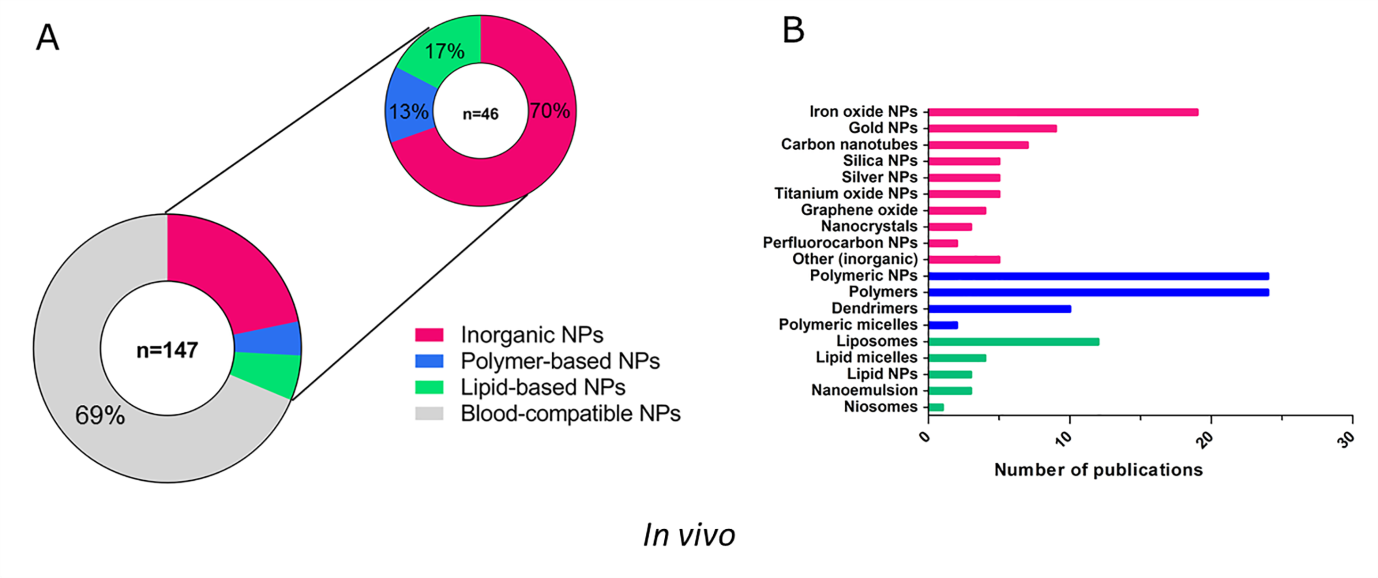 A
17%
13%
70%
n=46
n=147
69%
Inorganic NPs
Polymer-based NPs
Lipid-based NPs
Blood-compatible NPs
B
Iron oxide NPs
Gold NPs
Carbon nanotubes
Silica NPs
Silver NPs
Titanium oxide NPs
Graphene oxide
Nanocrystals
Perfluorocarbon NPs
Other (inorganic)
Polymeric NPs
Polymers
Dendrimers
Polymeric micelles
Liposomes
Lipid micelles
Lipid NPs
Nanoemulsion
Niosomes
0
10
20
30
Number of publications
In vivo